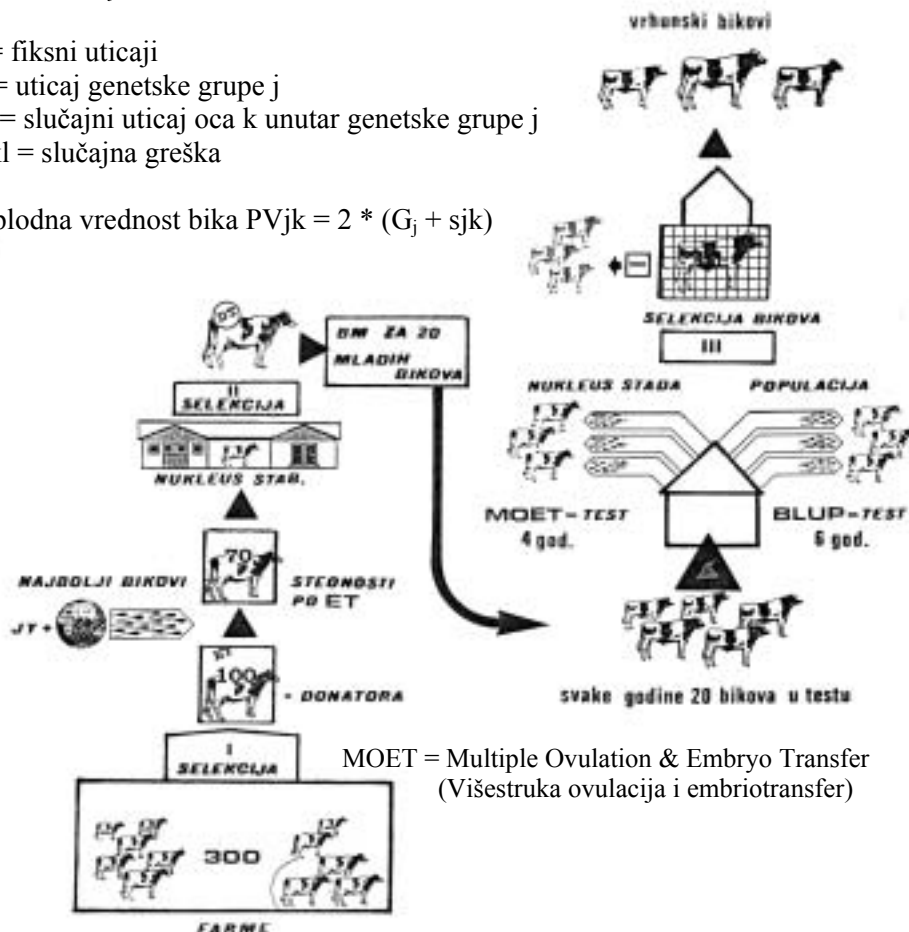 = fiksni uticaji
= uticaj genetske grupe j
= slučajni uticaj oca k unutar genetske grupe j
l = slučajna greška
plodna vrednost bika PVjk = 2 * (Gj + sjk)
vrhunski bikovi
SELEKCIJA BIKOVA
III
NUKLEUS STADA
POPULACIJA
MOET-TEST
4 god.
BLUP-TEST
6 god.
svake godine 20 bikova u testu
BM ZA 20
MLADIH
BIKOVA
II
SELEKCIJA
NUKLEUS STAB.
70
STEONOSTI
PO ET
NAJBOLJI BIKOVI
JT+
100
- DONATORA
I
SELEKCIJA
300
FARME
MOET = Multiple Ovulation & Embryo Transfer
(Višestruka ovulacija i embriotransfer)